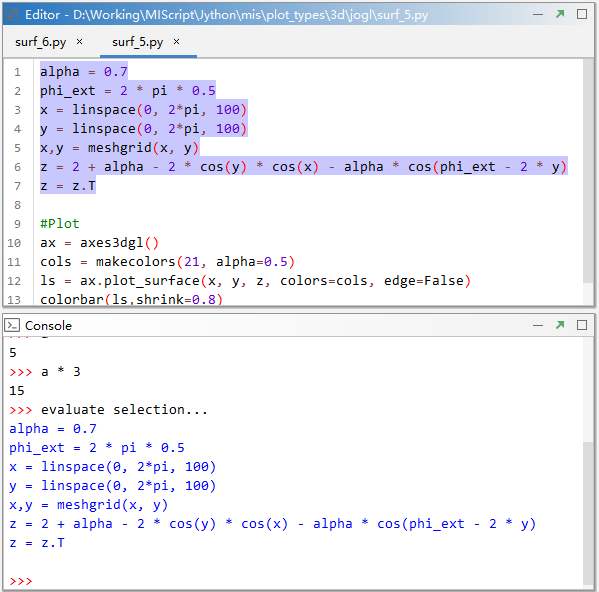 Editor - D:\Working\MIScript\Jython\mis\plot_types\3d\jogl\surf_5.py
surf_6.py × surf_5.py ×
1 alpha = 0.7
2 phi_ext = 2 * pi * 0.5
3 x = linspace(0, 2*pi, 100)
4 y = linspace(0, 2*pi, 100)
5 x,y = meshgrid(x, y)
6 z = 2 + alpha - 2 * cos(y) * cos(x) - alpha * cos(phi_ext - 2 * y)
7 z = z.T
8
9 #Plot
10 ax = axes3dgl()
11 cols = makecolors(21, alpha=0.5)
12 ls = ax.plot_surface(x, y, z, colors=cols, edge=False)
13 colorbar(ls,shrink=0.8)
Console
5
>>> a * 3
15
>>> evaluate selection...
alpha = 0.7
phi_ext = 2 * pi * 0.5
x = linspace(0, 2*pi, 100)
y = linspace(0, 2*pi, 100)
x,y = meshgrid(x, y)
z = 2 + alpha - 2 * cos(y) * cos(x) - alpha * cos(phi_ext - 2 * y)
z = z.T
>>>